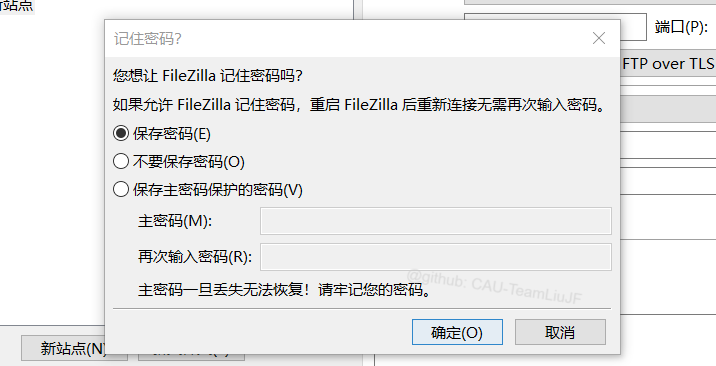 新站点
记住密码?
端口(P):
您想让 FileZilla 记住密码吗?
FTP over TLS
如果允许 FileZilla 记住密码，重启 FileZilla 后重新连接无需再次输入密码。
保存密码(E)
不要保存密码(O)
保存主密码保护的密码(V)
主密码(M):
再次输入密码(R):
@github: CAU-TeamLiuJF
主密码一旦丢失无法恢复！请牢记您的密码。
确定(O)
取消
新站点(N)